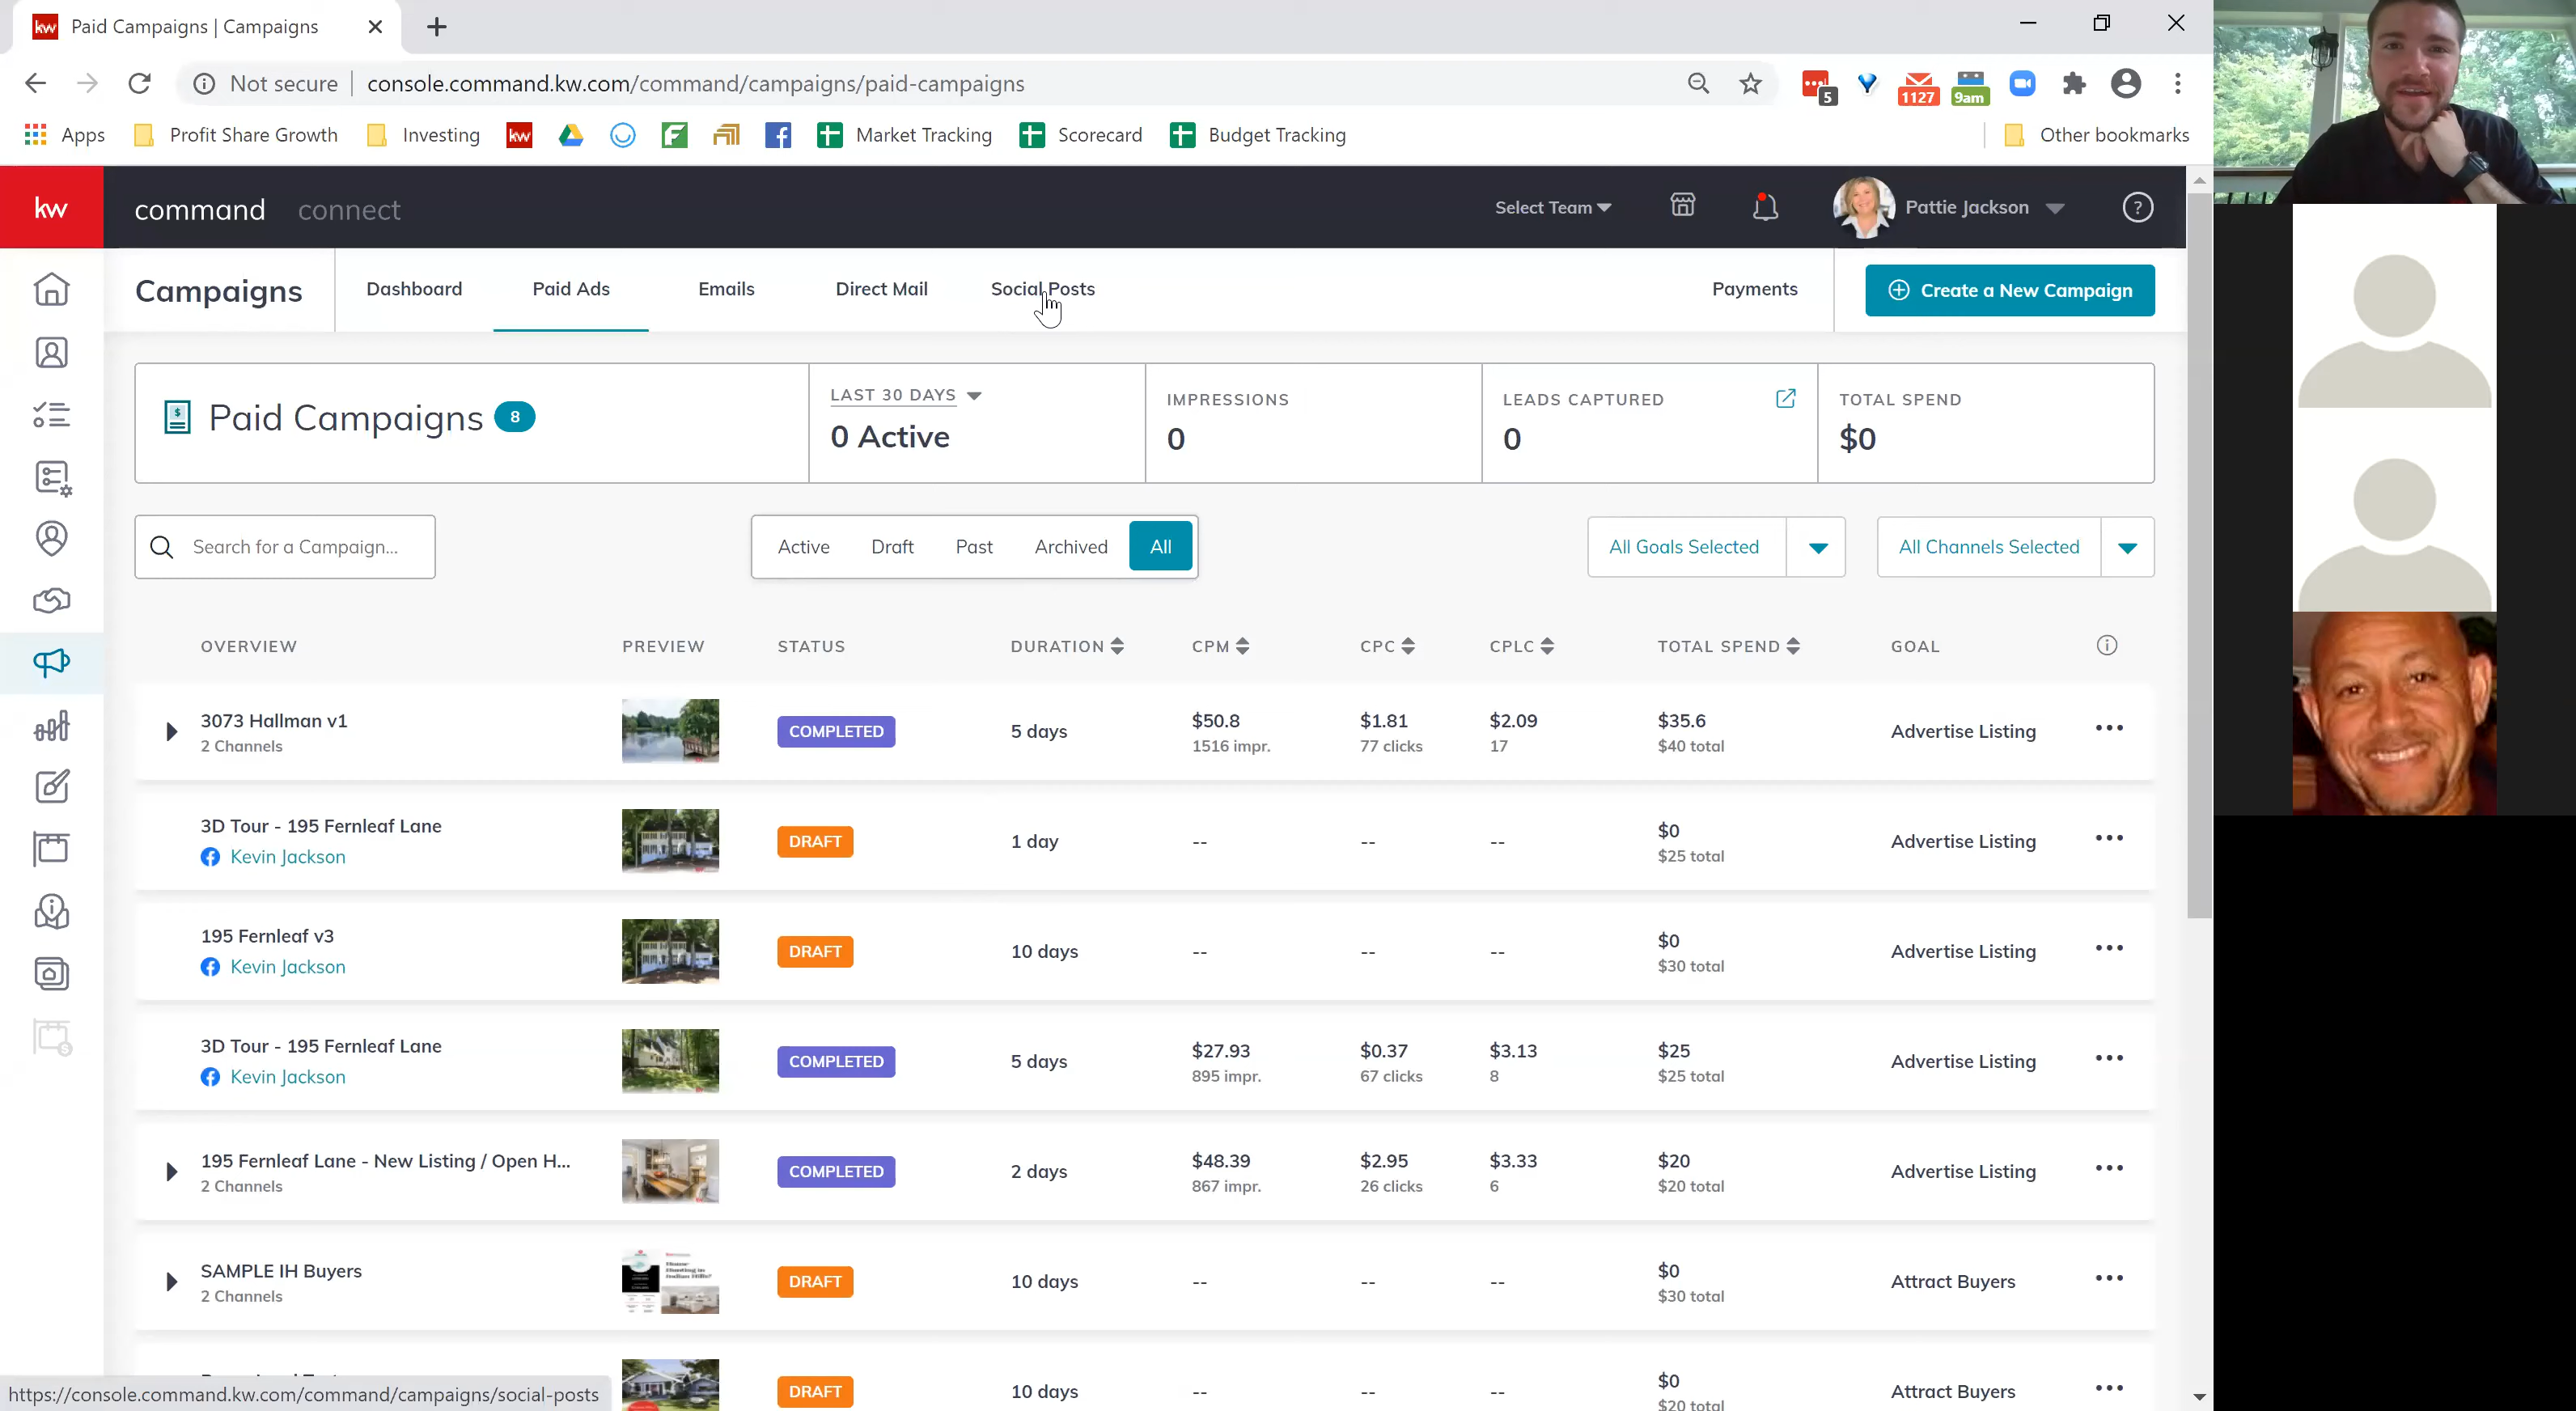 kw Paid Campaigns | Campaigns
Not secure | console.command.kw.com/command/campaigns/paid-campaigns
5
1127
9am
Apps Profit Share Growth Investing kw Market Tracking Scorecard Budget Tracking Other bookmarks
kw command connect Select Team Pattie Jackson ?
Campaigns Dashboard Paid Ads Emails Direct Mail Social Posts Payments Create a New Campaign
Paid Campaigns 8
LAST 30 DAYS
0 Active
IMPRESSIONS
0
LEADS CAPTURED
0
TOTAL SPEND
$0
Search for a Campaign... Active Draft Past Archived All All Goals Selected All Channels Selected
OVERVIEW PREVIEW STATUS DURATION CPM CPC CPLC TOTAL SPEND GOAL
3073 Hallman v1 COMPLETED 5 days $50.8 $1.81 $2.09 $35.6 Advertise Listing
2 Channels 1516 impr. 77 clicks 17 $40 total
3D Tour - 195 Fernleaf Lane DRAFT 1 day -- -- -- $0 Advertise Listing
Kevin Jackson $25 total
195 Fernleaf v3 DRAFT 10 days -- -- -- $0 Advertise Listing
Kevin Jackson $30 total
3D Tour - 195 Fernleaf Lane COMPLETED 5 days $27.93 $0.37 $3.13 $25 Advertise Listing
Kevin Jackson 895 impr. 67 clicks 8 $25 total
195 Fernleaf Lane - New Listing / Open H... COMPLETED 2 days $48.39 $2.95 $3.33 $20 Advertise Listing
2 Channels 867 impr. 26 clicks 6 $20 total
SAMPLE IH Buyers DRAFT 10 days -- -- -- $0 Attract Buyers
2 Channels $30 total
DRAFT 10 days -- -- -- $0 Attract Buyers
$20 total
https://console.command.kw.com/command/campaigns/social-posts